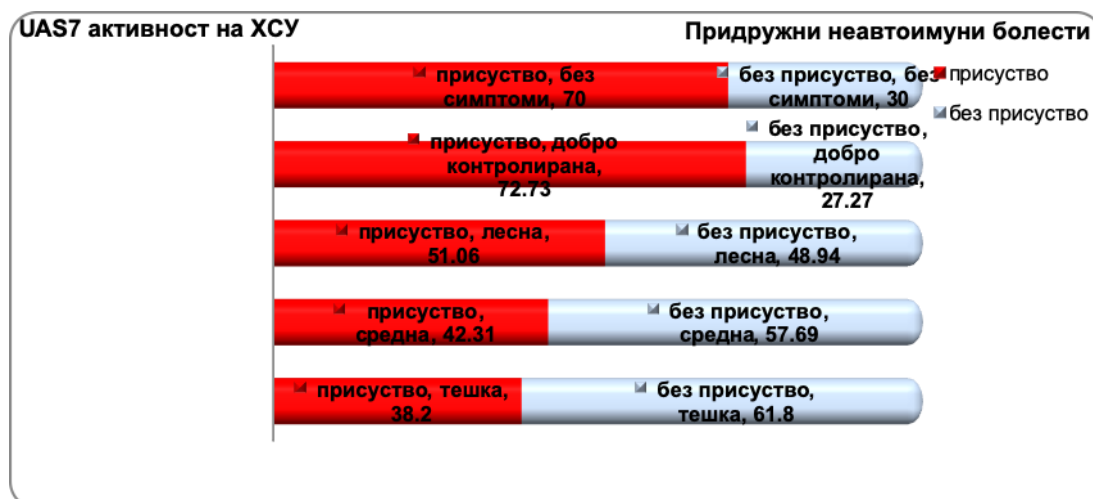 UAS7 активност на ХСУ
Придружни неавтоимуни болести
присуство, без
симптоми, 70
без присуство, без
симптоми, 30
присуство
без присуство
присуство, добро
контролирана,
72.73
без присуство,
добро
контролирана,
27.27
присуство, лесна,
51.06
без присуство,
лесна, 48.94
присуство,
средна, 42.31
без присуство,
средна, 57.69
присуство, тешка,
38.2
без присуство,
тешка, 61.8